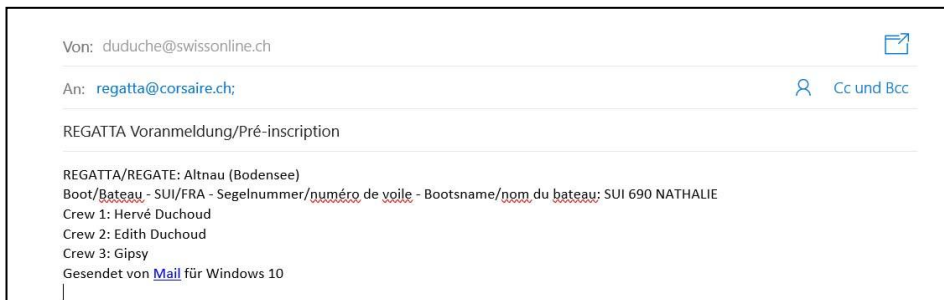 Von: duduche@swissonline.ch
An: regatta@corsaire.ch;
Cc und Bcc
REGATTA Voranmeldung/Pré-inscription
REGATTA/REGATE: Altnau (Bodensee)
Boot/Bateau - SUI/FRA - Segelnummer/numéro de voile - Bootsname/nom du bateau: SUI 690 NATHALIE
Crew 1: Hervé Duchoud
Crew 2: Edith Duchoud
Crew 3: Gipsy
Gesendet von Mail für Windows 10